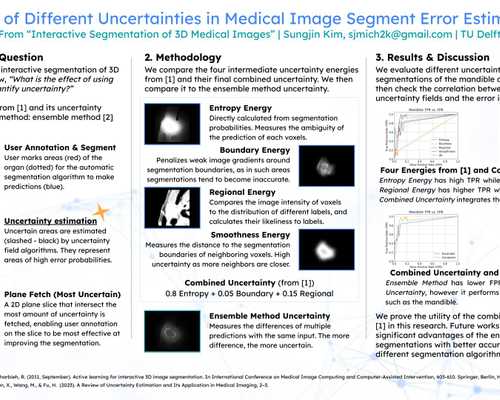 of Different Uncertainties in Medical Image Segment Error Estim
From “Interactive Segmentation of 3D Medical Images” | Sungjin Kim, sjmich2k@gmail.com | TU Delft
Question
interactive segmentation of 3D
w, “What is the effect of using
antify uncertainty?”
rom [1] and its uncertainty
method: ensemble method [2]
User Annotation & Segment
User marks areas (red) of the
organ (dotted) for the automatic
segmentation algorithm to make
predictions (blue).
Uncertainty estimation
Uncertain areas are estimated
(slashed - black) by uncertainty
field algorithms. They represent
areas of high error probabilities.
Plane Fetch (Most Uncertain)
A 2D plane slice that intersect the
most amount of uncertainty is
fetched, enabling user annotation
on the slice to be most effective at
improving the segmentation.
2. Methodology
We compare the four intermediate uncertainty energies
from [1] and their final combined uncertainty. We then
compare it to the ensemble method uncertainty.
Entropy Energy
Directly calculated from segmentation
probabilities. Measures the ambiguity of
the prediction of each voxels.
Boundary Energy
Penalizes weak image gradients around
segmentation boundaries, as in such areas
segmentations tend to become inaccurate.
Regional Energy
Compares the image intensity of voxels
to the distribution of different labels, and
calculates their likeliness to labels.
Smoothness Energy
Measures the distance to the segmentation
boundaries of neighboring voxels. High
uncertainty as more neighbors are closer.
Combined Uncertainty (from [1])
0.8 Entropy + 0.05 Boundary + 0.15 Regional
Ensemble Method Uncertainty
Measures the differences of multiple
predictions with the same input. The more
difference, the more uncertain.
3. Results & Discussion
We evaluate different uncertaint
segmentations of the mandible o
then check the correlation betwee
uncertainty fields and the error i
Mandible TPR vs. FPR
Four Energies from [1] and Co
Entropy Energy has high TPR while
Regional Energy has higher TPR w
Combined Uncertainty integrates th
Mandible TPR vs. FPR
Combined Uncertainty and
Ensemble Method has lower FPR
Uncertainty, however it performs
such as the mandible.
We prove the utility of the combine
[1] in this research. Future works
significant advantages of the en
segmentations with better accur
different segmentation algorithm
harbieh, R. (2011, September). Active learning for interactive 3D image segmentation. In International Conference on Medical Image Computing and Computer-Assisted Intervention, 603-610. Springer, Berlin, H
n, X., Wang, M., & Fu, H. (2023). A Review of Uncertainty Estimation and Its Application in Medical Imaging, 2–3.